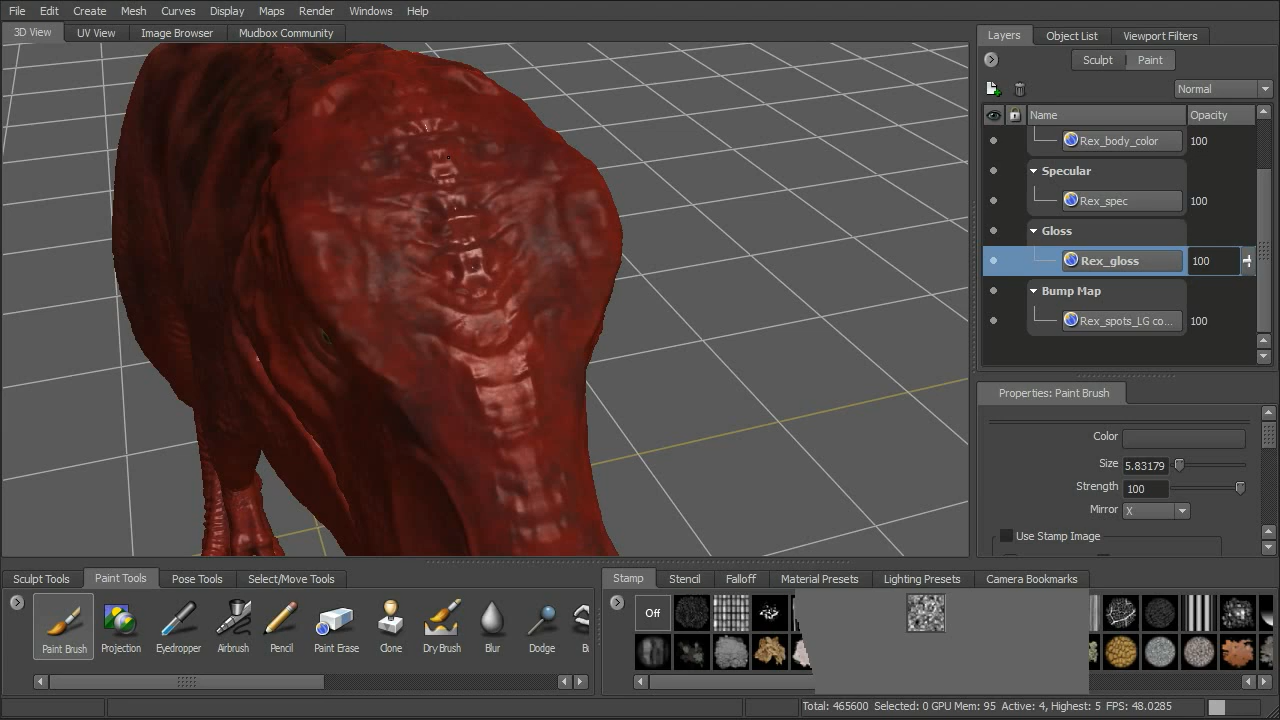 File Edit Create Mesh Curves Display Maps Render Windows Help
3D View UV View Image Browser Mudbox Community
Layers Object List Viewport Filters
Sculpt Paint
Normal
Name Opacity
Rex_body_color 100
Specular
Rex_spec 100
Gloss
Rex_gloss 100
Bump Map
Rex_spots_LG co... 100
Properties: Paint Brush
Color
Size 5.83179
Strength 100
Mirror X
Use Stamp Image
Sculpt Tools Paint Tools Pose Tools Select/Move Tools
Paint Brush Projection Eyedropper Airbrush Pencil Paint Erase Clone Dry Brush Blur Dodge
Stamp Stencil Falloff Material Presets Lighting Presets Camera Bookmarks
Off
Total: 465600 Selected: 0 GPU Mem: 95 Active: 4, Highest: 5 FPS: 48.0285